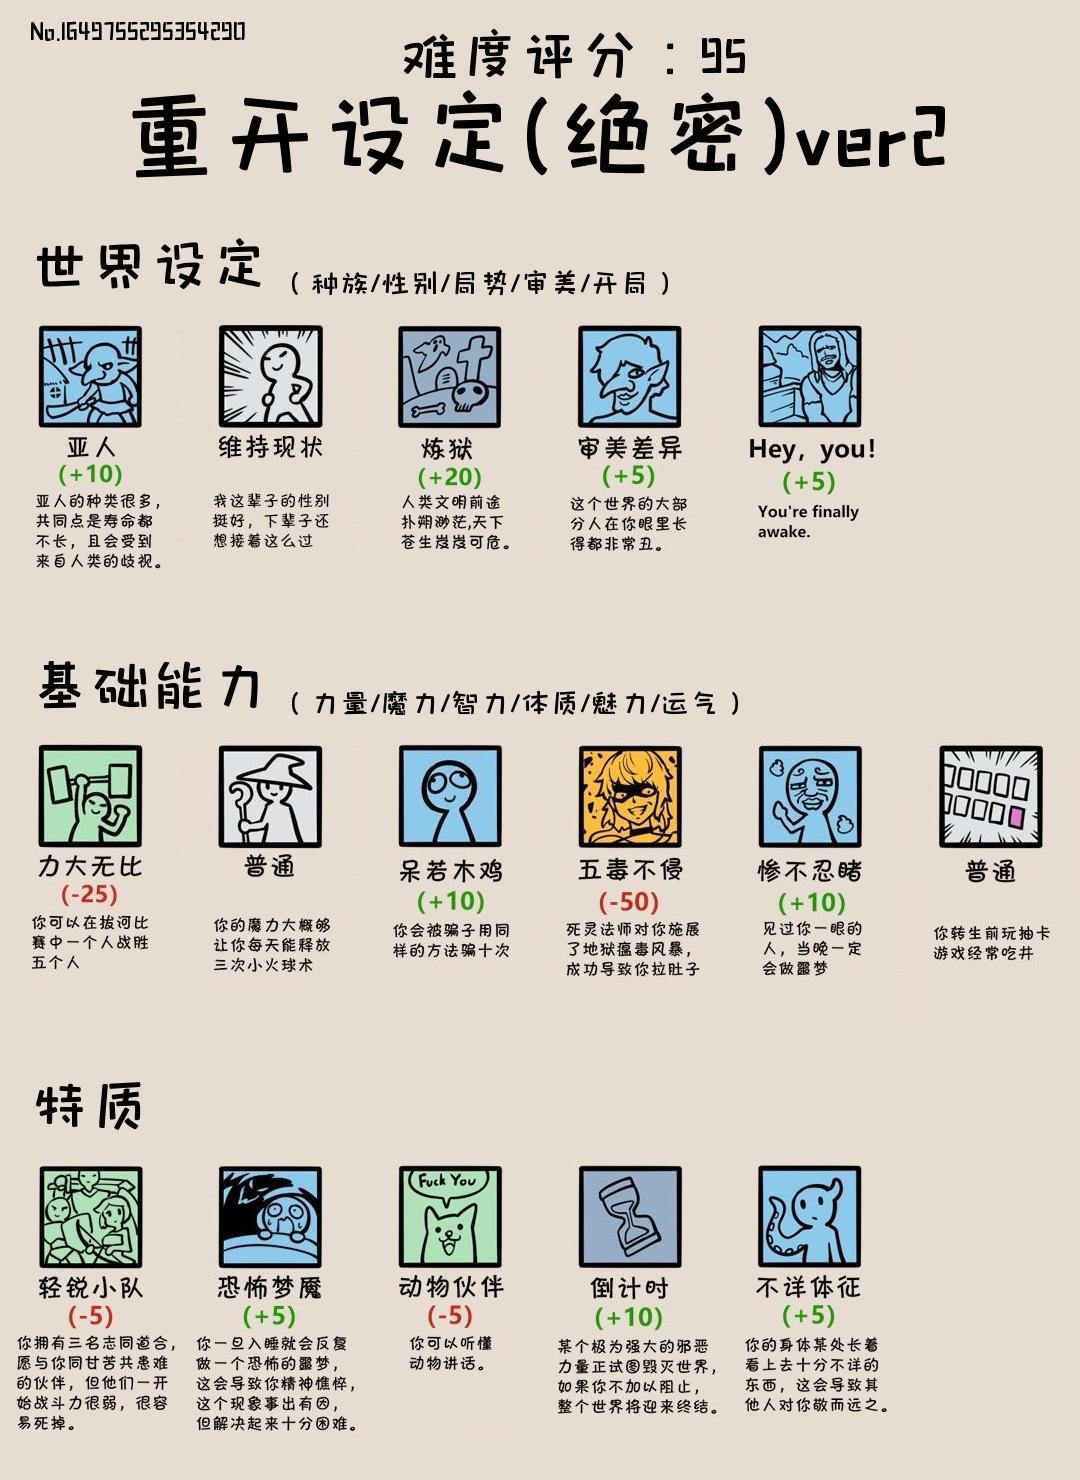 No.1649755295354290
难度评分：95
重开设定(绝密)ver2
世界设定 （种族/性别/局势/审美/开局）
亚人
(+10)
亚人的种类很多，
共同点是寿命都
不长，且会受到
来自人类的歧视。
维持现状
我这辈子的性别
挺好，下辈子还
想接着这么过
炼狱
(+20)
人类文明前途
扑朔渺茫,天下
苍生岌岌可危。
审美差异
(+5)
这个世界的大部
分人在你眼里长
得都非常丑。
Hey, you!
(+5)
You're finally
awake.
基础能力 （力量/魔力/智力/体质/魅力/运气）
力大无比
(-25)
你可以在拔河比
赛中一个人战胜
五个人
普通
你的魔力大概够
让你每天能释放
三次小火球术
呆若木鸡
(+10)
你会被骗子用同
样的方法骗十次
五毒不侵
(-50)
死灵法师对你施展
了地狱瘟毒风暴，
成功导致你拉肚子
惨不忍睹
(+10)
见过你一眼的
人，当晚一定
会做噩梦
普通
你转生前玩抽卡
游戏经常吃井
特质
轻锐小队
(-5)
你拥有三名志同道合，
愿与你同甘苦共患难
的伙伴，但他们一开
始战斗力很弱，很容
易死掉。
恐怖梦魇
(+5)
你一旦入睡就会反复
做一个恐怖的噩梦，
这会导致你精神憔悴，
这个现象事出有因，
但解决起来十分困难。
Fuck You
动物伙伴
(-5)
你可以听懂
动物讲话。
倒计时
(+10)
某个极为强大的邪恶
力量正试图毁灭世界，
如果你不加以阻止，
整个世界将迎来终结。
不详体征
(+5)
你的身体某处长着
看上去十分不详的
东西，这会导致其
他人对你敬而远之。